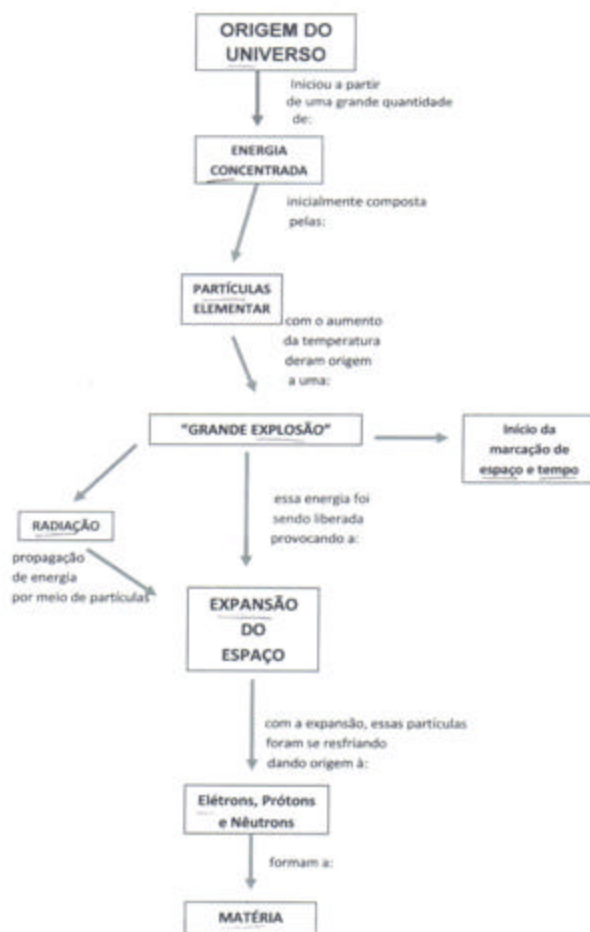 ORIGEM DO
UNIVERSO
Iniciou a partir
de uma grande quantidade
de:
ENERGIA
CONCENTRADA
inicialmente composta
pelas:
PARTÍCULAS
ELEMENTAR
com o aumento
da temperatura
deram origem
a uma:
"GRANDE EXPLOSÃO"
Início da
marcação de
espaço e tempo
essa energia foi
sendo liberada
provocando a:
RADIAÇÃO
propagação
de energia
por meio de partículas
EXPANSÃO
DO
ESPAÇO
com a expansão, essas partículas
foram se resfriando
dando origem à:
Elétrons, Prótons
e Nêutrons
formam a:
MATÉRIA